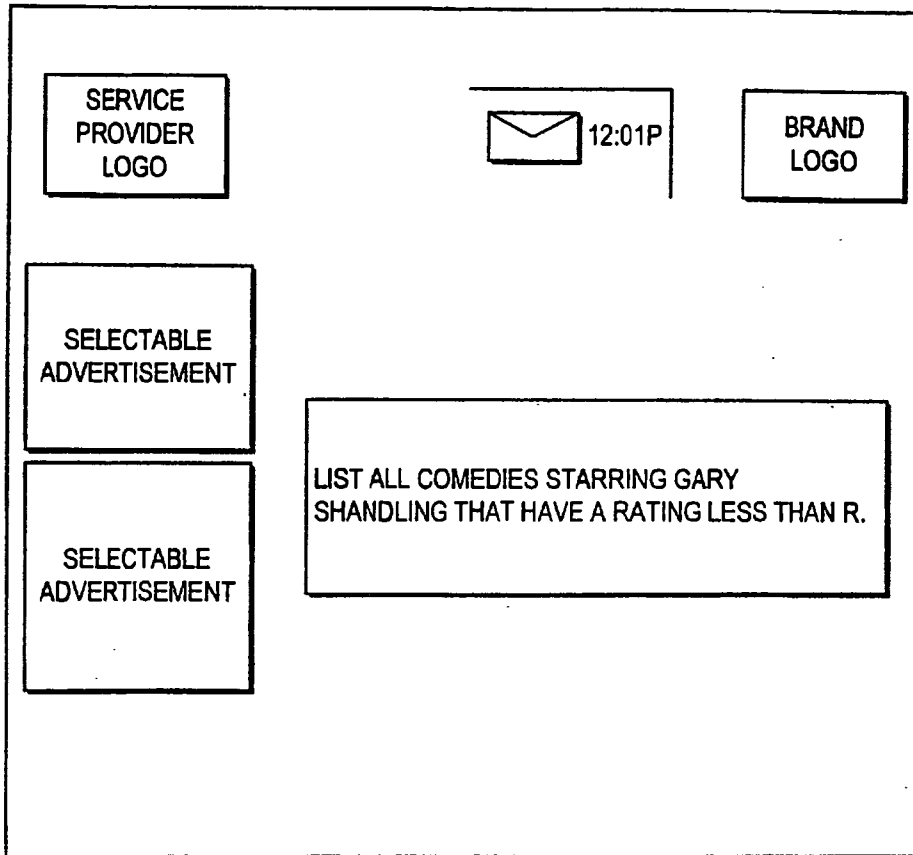 SERVICE
PROVIDER
LOGO
12:01P
BRAND
LOGO
SELECTABLE
ADVERTISEMENT
LIST ALL COMEDIES STARRING GARY
SHANDLING THAT HAVE A RATING LESS THAN R.
SELECTABLE
ADVERTISEMENT